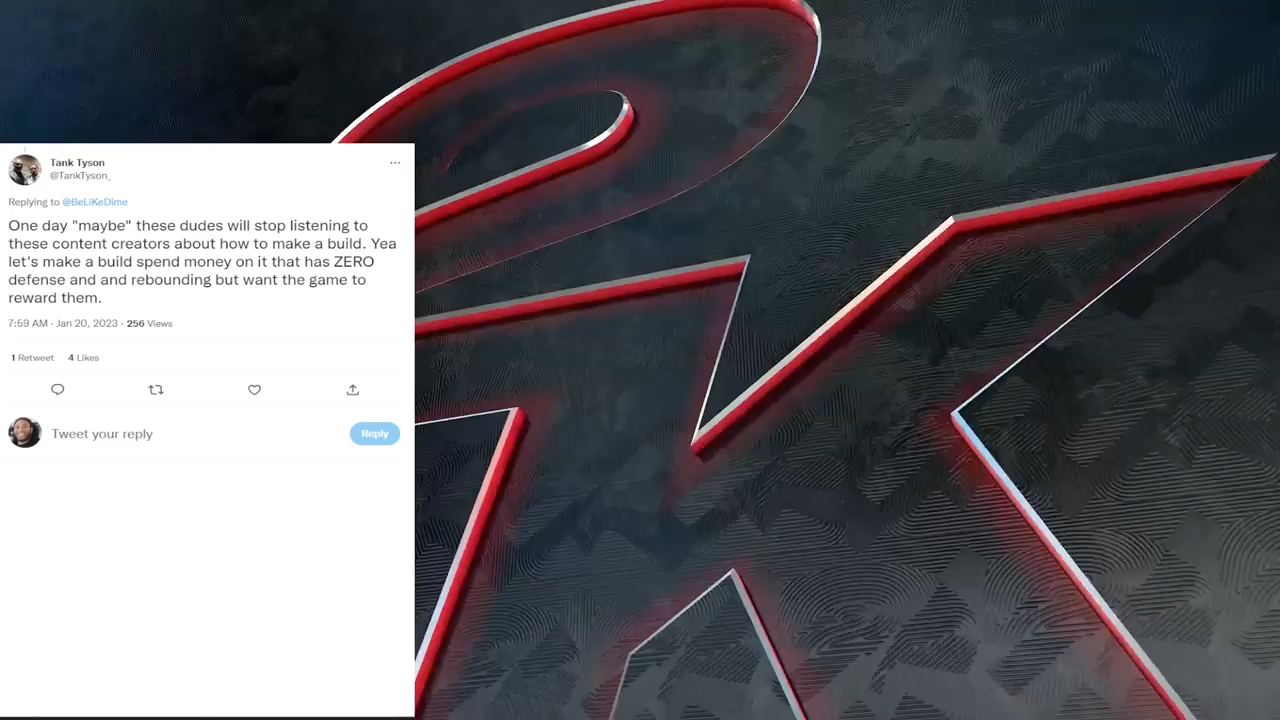 Tank Tyson
@TankTyson_
Replying to @BeLiKeDime
One day "maybe" these dudes will stop listening to
these content creators about how to make a build. Yea
let's make a build spend money on it that has ZERO
defense and and rebounding but want the game to
reward them.
7:59 AM · Jan 20, 2023 · 256 Views
1 Retweet 4 Likes
Tweet your reply
Reply
2K